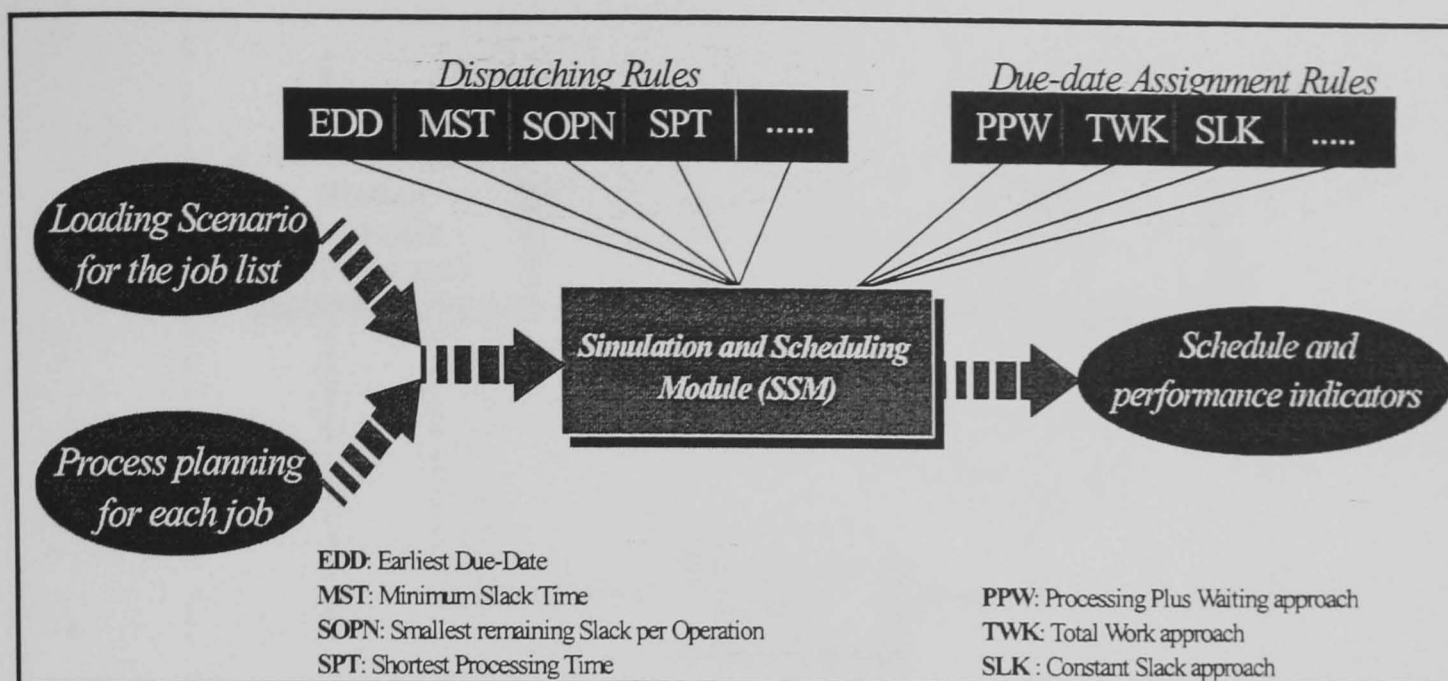 Dispatching Rules
Due-date Assignment Rules
EDD MST SOPN SPT .....
PPW TWK SLK .....
Loading Scenario
for the job list
Simulation and Scheduling
Module (SSM)
Schedule and
performance indicators
Process planning
for each job
EDD: Earliest Due-Date
MST: Minimum Slack Time
SOPN: Smallest remaining Slack per Operation
SPT: Shortest Processing Time
PPW: Processing Plus Waiting approach
TWK: Total Work approach
SLK : Constant Slack approach